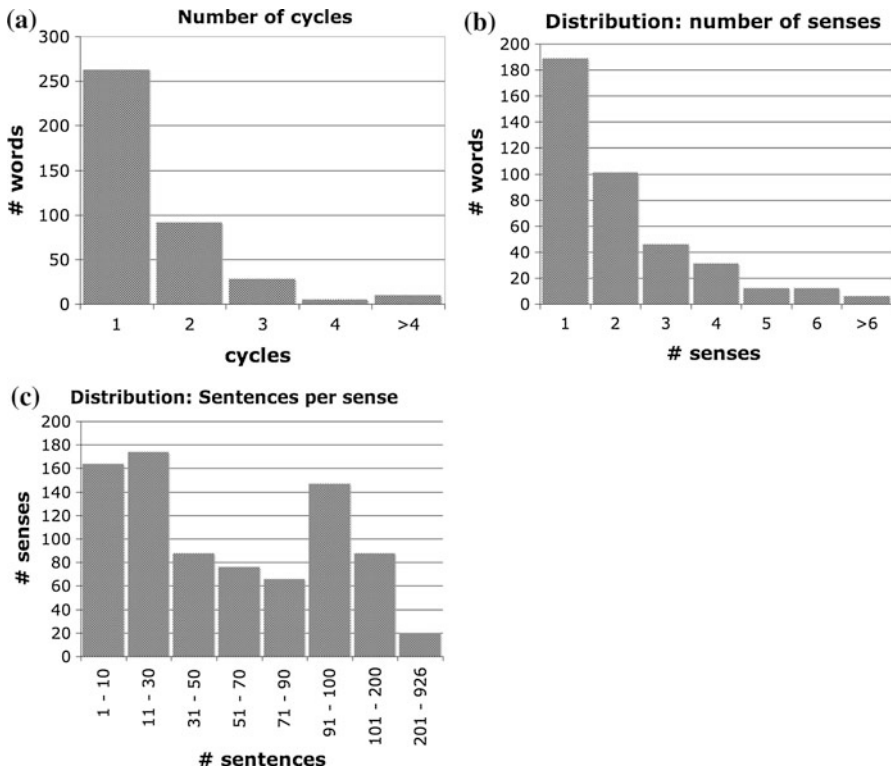 (a)
Number of cycles
300
250
200
150
100
50
0
# words
1 2 3 4 >4
cycles
(b)
Distribution: number of senses
200
180
160
140
120
100
80
60
40
20
0
# words
1 2 3 4 5 6 >6
# senses
(c)
Distribution: Sentences per sense
200
180
160
140
120
100
80
60
40
20
0
# senses
1 - 10
11 - 30
31 - 50
51 - 70
71 - 90
91 - 100
101 - 200
201 - 926
# sentences